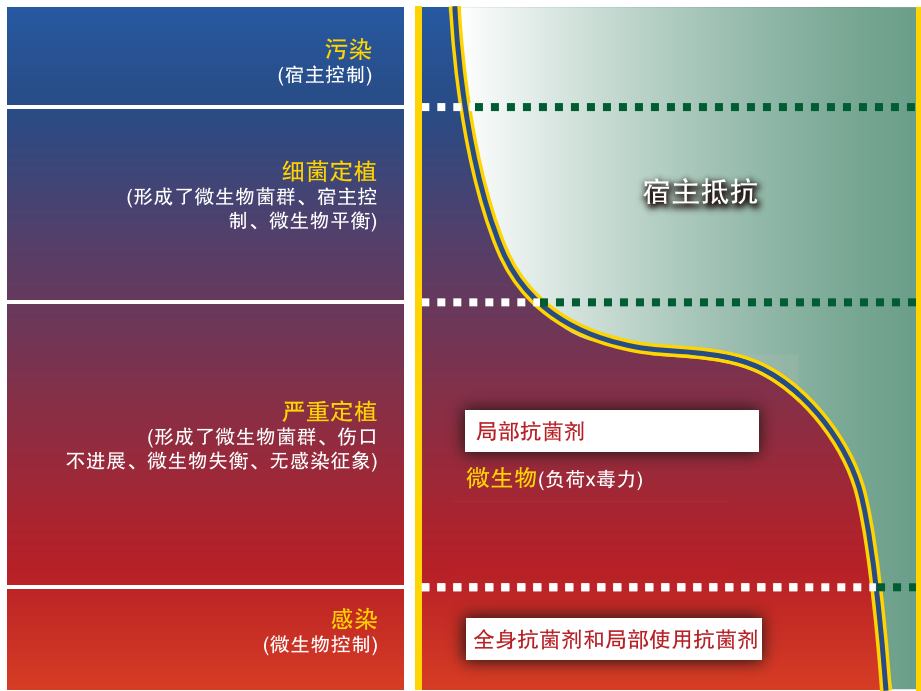 污染
(宿主控制)
细菌定植
(形成了微生物菌群、宿主控
制、微生物平衡)
严重定植
(形成了微生物菌群、伤口
不进展、微生物失衡、无感染征象)
感染
(微生物控制)
宿主抵抗
局部抗菌剂
微生物(负荷x毒力)
全身抗菌剂和局部使用抗菌剂